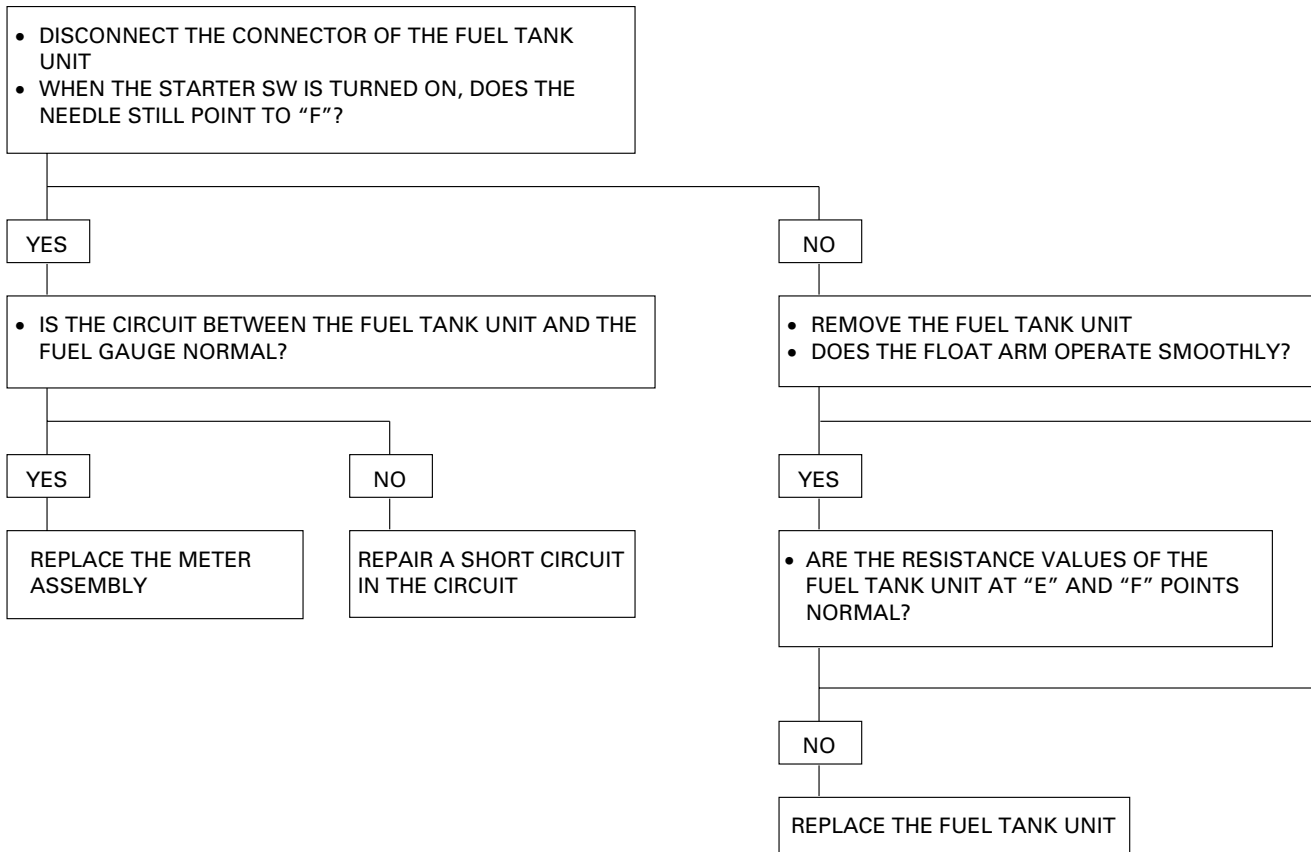 • DISCONNECT THE CONNECTOR OF THE FUEL TANK
UNIT
• WHEN THE STARTER SW IS TURNED ON, DOES THE
NEEDLE STILL POINT TO “F”?
YES
NO
• IS THE CIRCUIT BETWEEN THE FUEL TANK UNIT AND THE
FUEL GAUGE NORMAL?
• REMOVE THE FUEL TANK UNIT
• DOES THE FLOAT ARM OPERATE SMOOTHLY?
YES
NO
YES
REPLACE THE METER
ASSEMBLY
REPAIR A SHORT CIRCUIT
IN THE CIRCUIT
• ARE THE RESISTANCE VALUES OF THE
FUEL TANK UNIT AT “E” AND “F” POINTS
NORMAL?
NO
REPLACE THE FUEL TANK UNIT